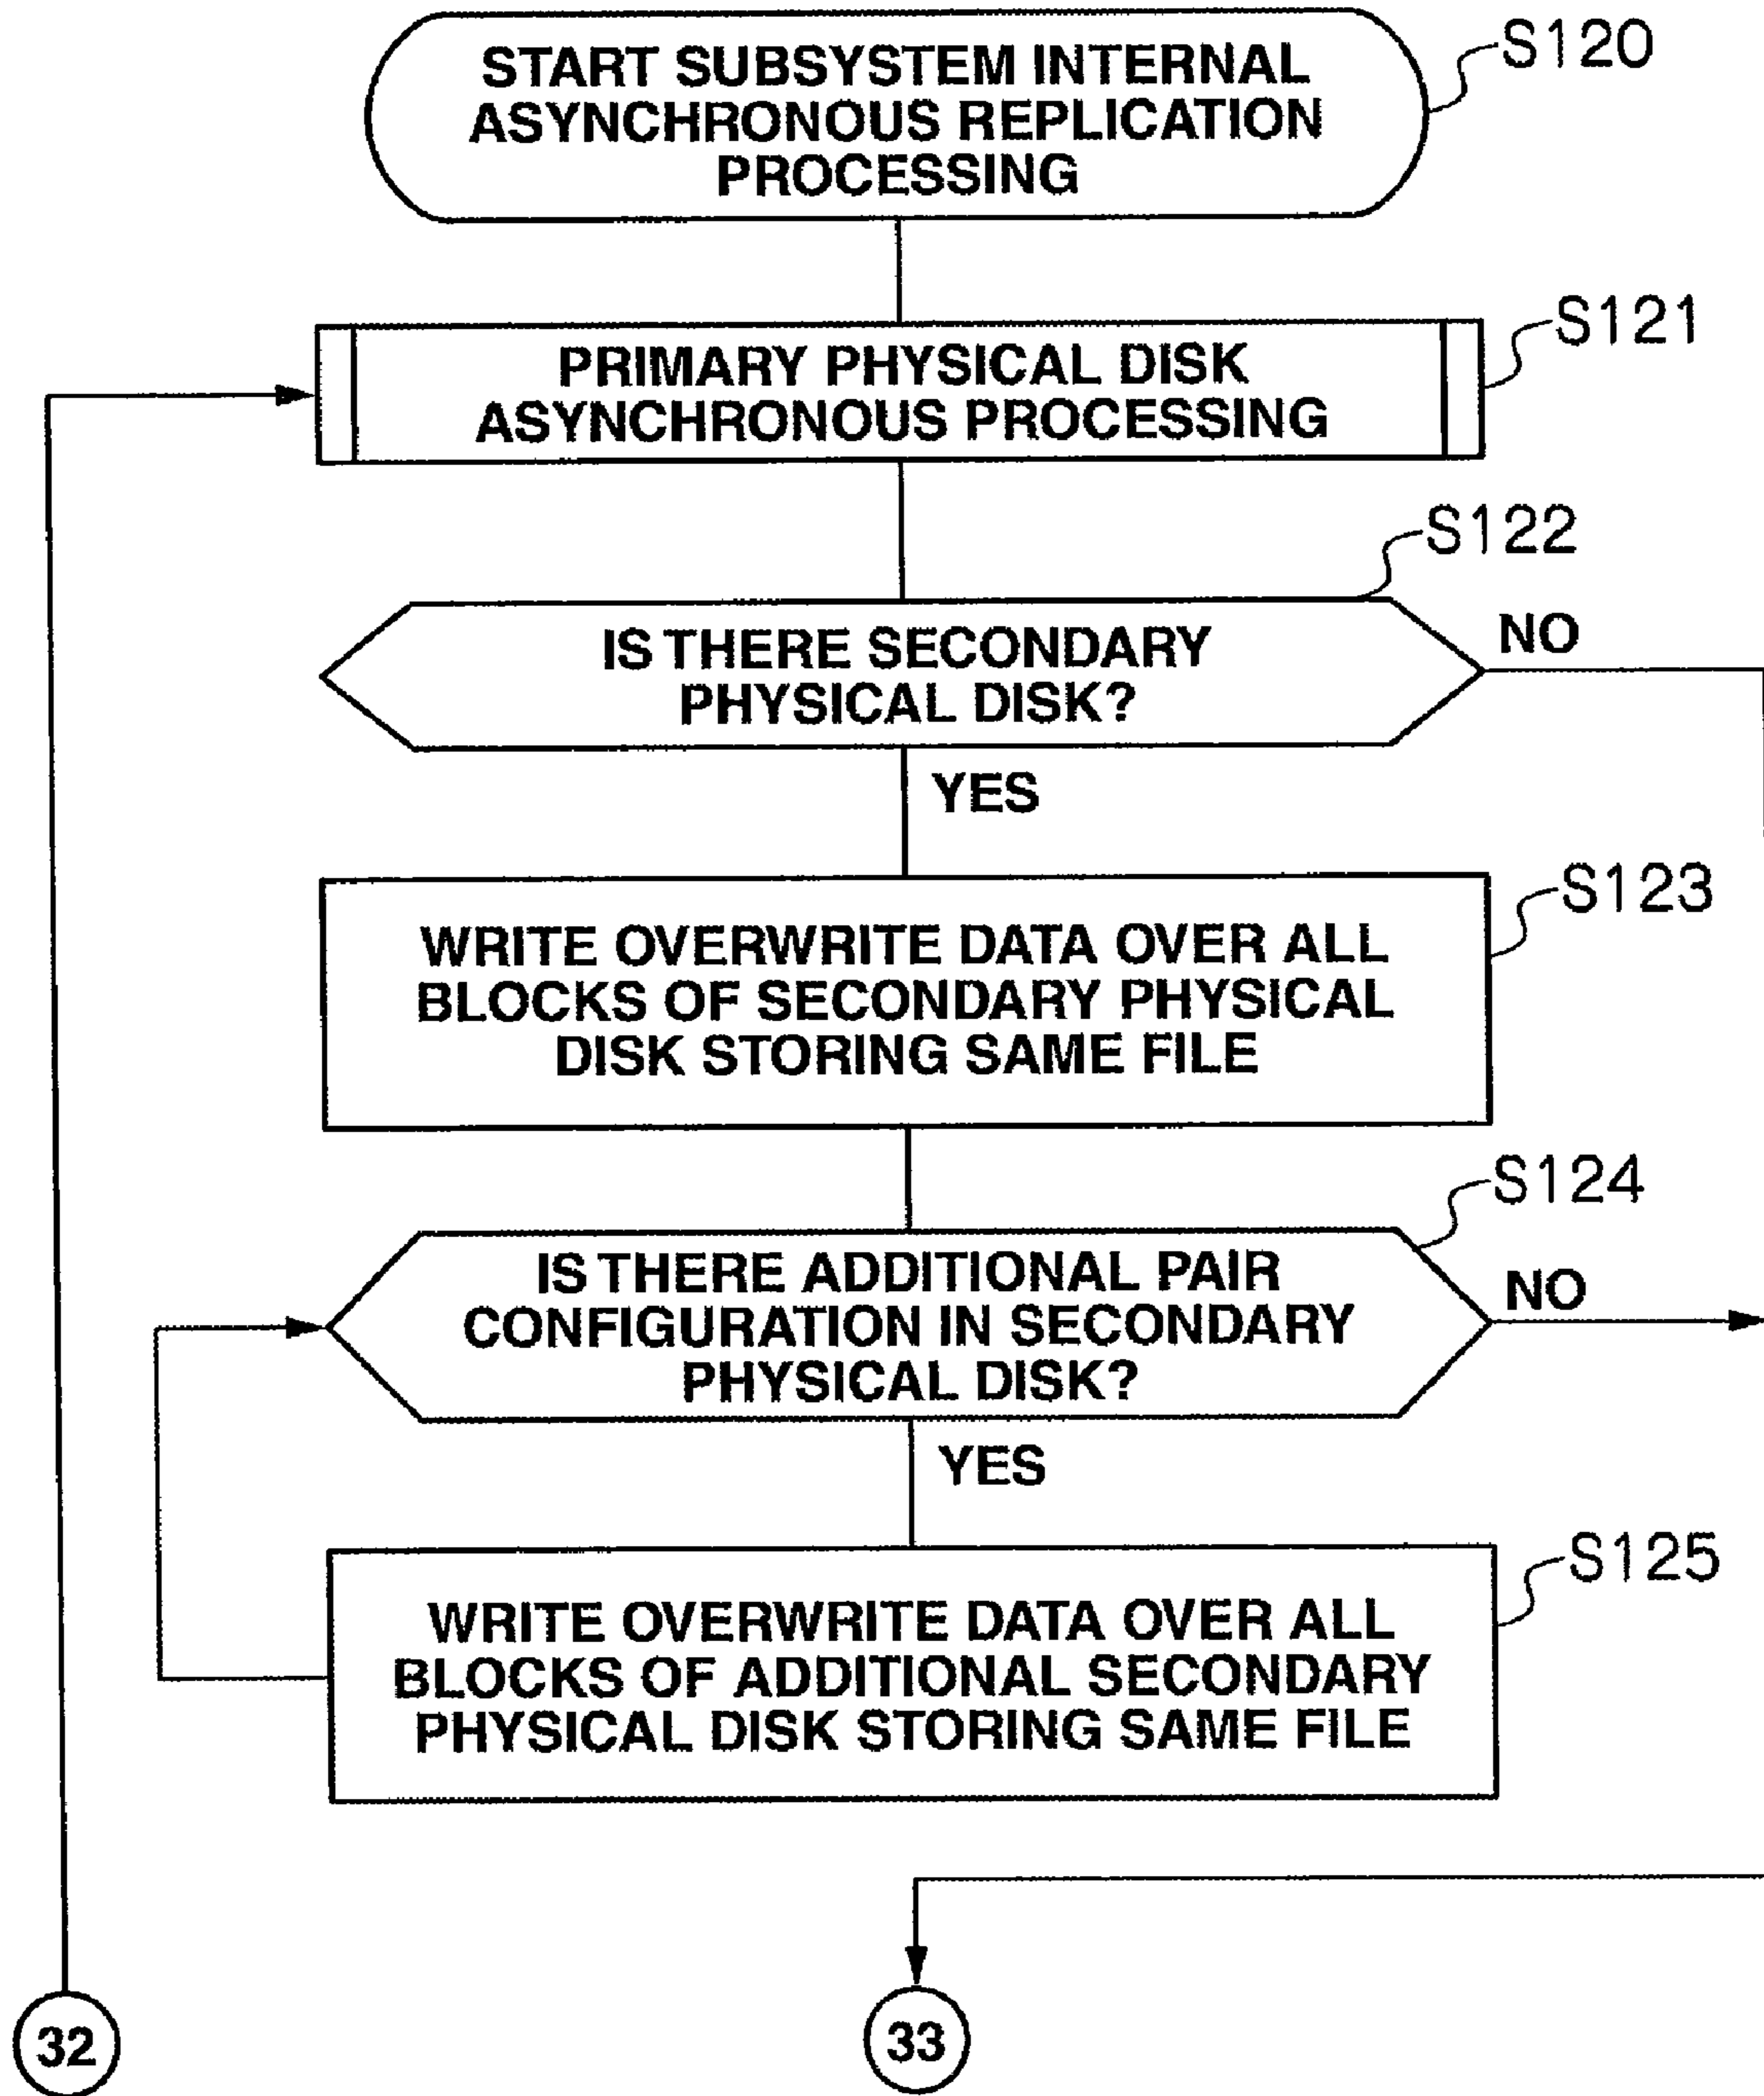 START SUBSYSTEM INTERNAL
ASYNCHRONOUS REPLICATION
PROCESSING
S120
PRIMARY PHYSICAL DISK
ASYNCHRONOUS PROCESSING
S121
S122
IS THERE SECONDARY
PHYSICAL DISK?
NO
YES
S123
WRITE OVERWRITE DATA OVER ALL
BLOCKS OF SECONDARY PHYSICAL
DISK STORING SAME FILE
S124
IS THERE ADDITIONAL PAIR
CONFIGURATION IN SECONDARY
PHYSICAL DISK?
NO
YES
S125
WRITE OVERWRITE DATA OVER ALL
BLOCKS OF ADDITIONAL SECONDARY
PHYSICAL DISK STORING SAME FILE
32
33